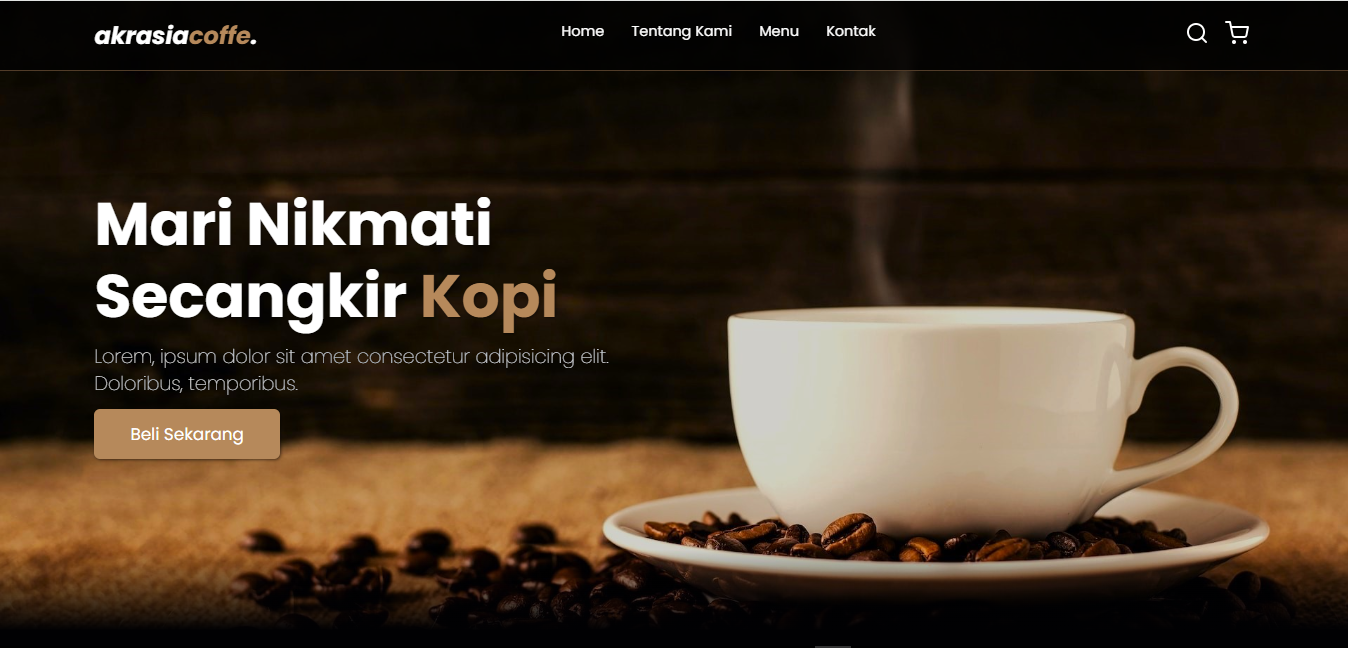 akrasiacoffe.
Home Tentang Kami Menu Kontak
Mari Nikmati
Secangkir Kopi
Lorem, ipsum dolor sit amet consectetur adipisicing elit.
Doloribus, temporibus.
Beli Sekarang